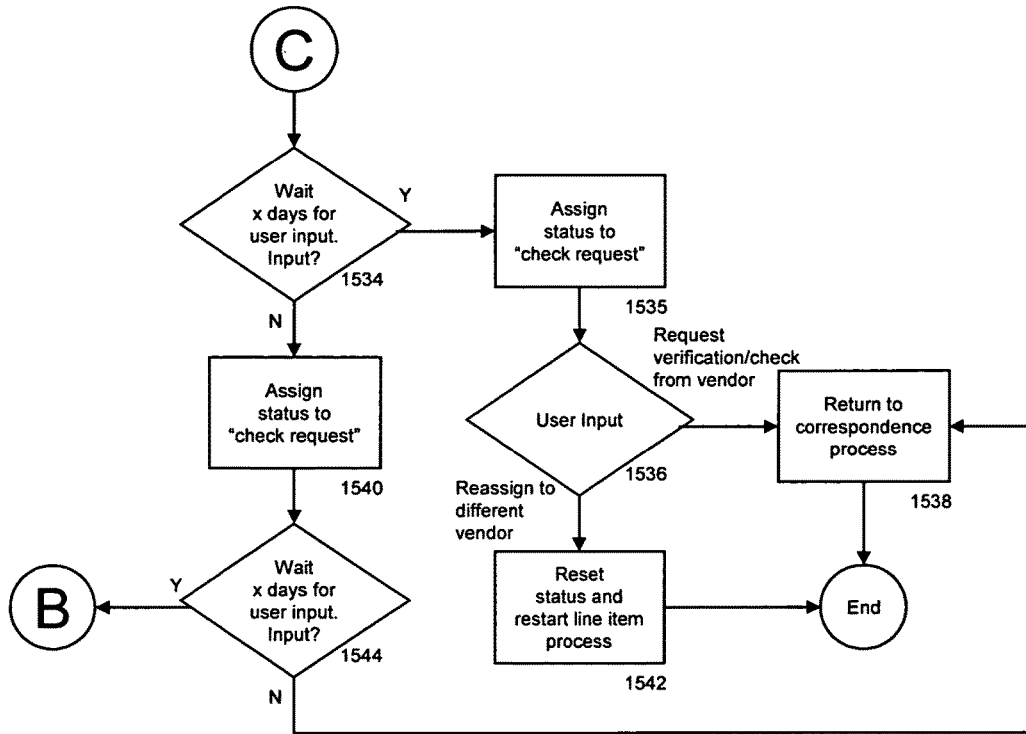 C
Wait
x days for
user input.
Input?
1534
Y
N
Assign
status to
“check request”
1535
Assign
status to
“check request”
1540
User Input
1536
Request
verification/check
from vendor
Return to
correspondence
process
1538
Reassign to
different
vendor
Wait
x days for
user input.
Input?
1544
Y
N
B
Reset
status and
restart line item
process
1542
End